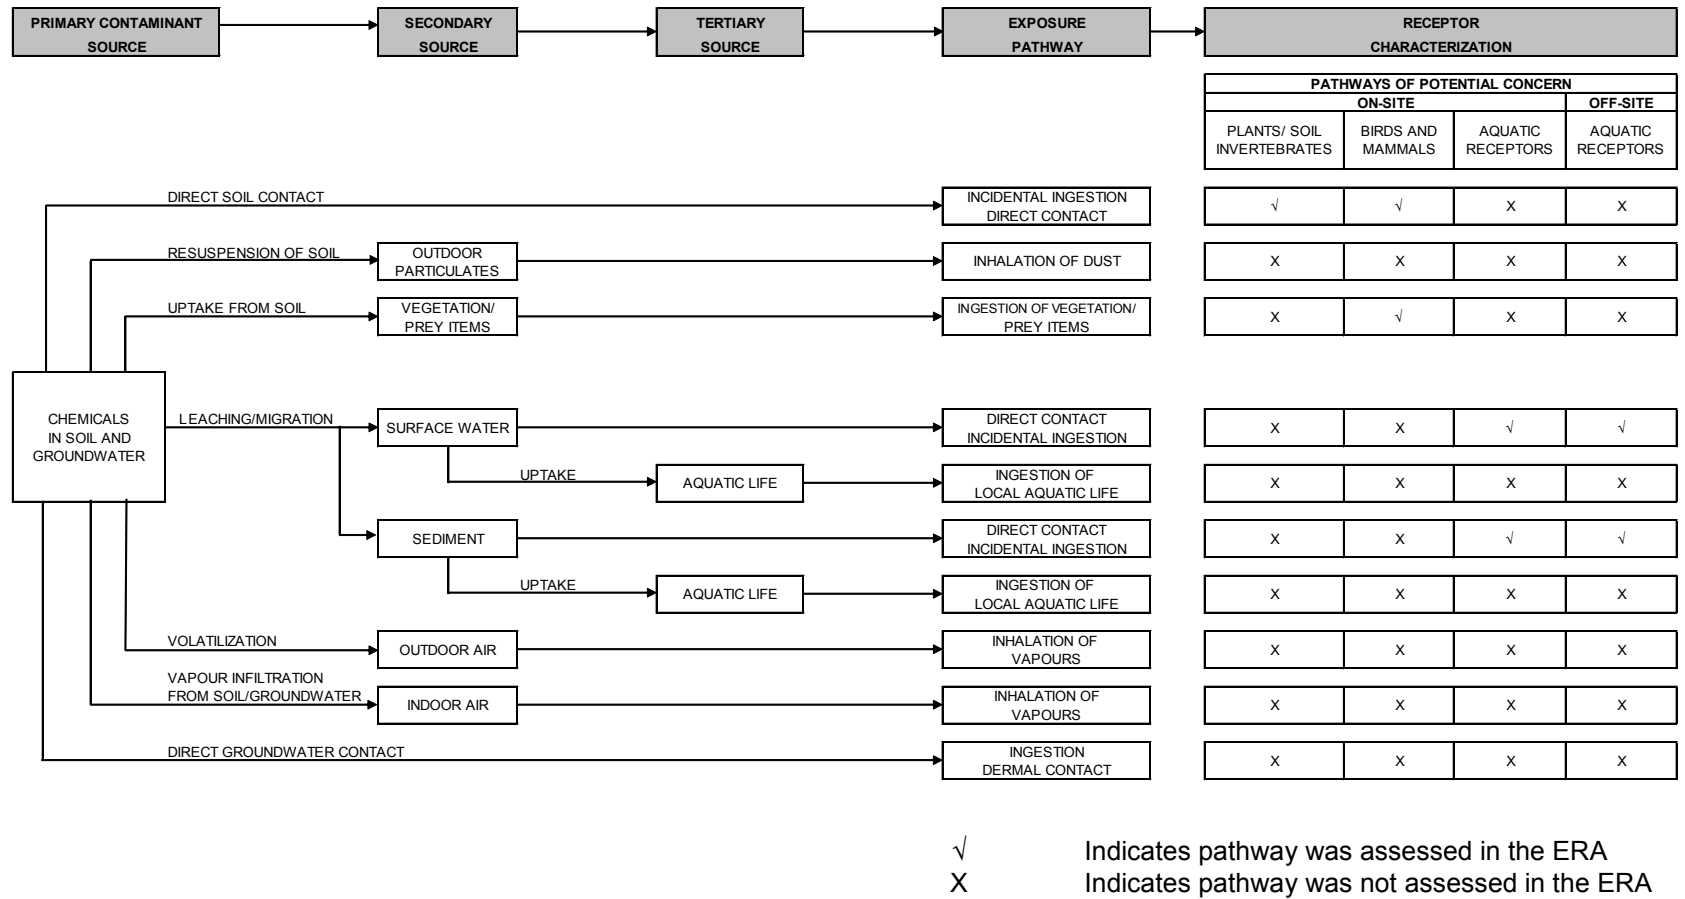 PRIMARY CONTAMINANT
SOURCE
SECONDARY
SOURCE
TERTIARY
SOURCE
EXPOSURE
PATHWAY
RECEPTOR
CHARACTERIZATION
PATHWAYS OF POTENTIAL CONCERN
ON-SITE
OFF-SITE
PLANTS/ SOIL
INVERTEBRATES
BIRDS AND
MAMMALS
AQUATIC
RECEPTORS
AQUATIC
RECEPTORS
DIRECT SOIL CONTACT
INCIDENTAL INGESTION
DIRECT CONTACT
√ √ X X
RESUSPENSION OF SOIL
OUTDOOR
PARTICULATES
INHALATION OF DUST
X X X X
UPTAKE FROM SOIL
VEGETATION/
PREY ITEMS
INGESTION OF VEGETATION/
PREY ITEMS
X √ X X
CHEMICALS
IN SOIL AND
GROUNDWATER
LEACHING/MIGRATION
SURFACE WATER
DIRECT CONTACT
INCIDENTAL INGESTION
X X √ √
UPTAKE
AQUATIC LIFE
INGESTION OF
LOCAL AQUATIC LIFE
X X X X
SEDIMENT
DIRECT CONTACT
INCIDENTAL INGESTION
X X √ √
UPTAKE
AQUATIC LIFE
INGESTION OF
LOCAL AQUATIC LIFE
X X X X
VOLATILIZATION
OUTDOOR AIR
INHALATION OF
VAPOURS
X X X X
VAPOUR INFILTRATION
FROM SOIL/GROUNDWATER
INDOOR AIR
INHALATION OF
VAPOURS
X X X X
DIRECT GROUNDWATER CONTACT
INGESTION
DERMAL CONTACT
X X X X
√ Indicates pathway was assessed in the ERA
X Indicates pathway was not assessed in the ERA